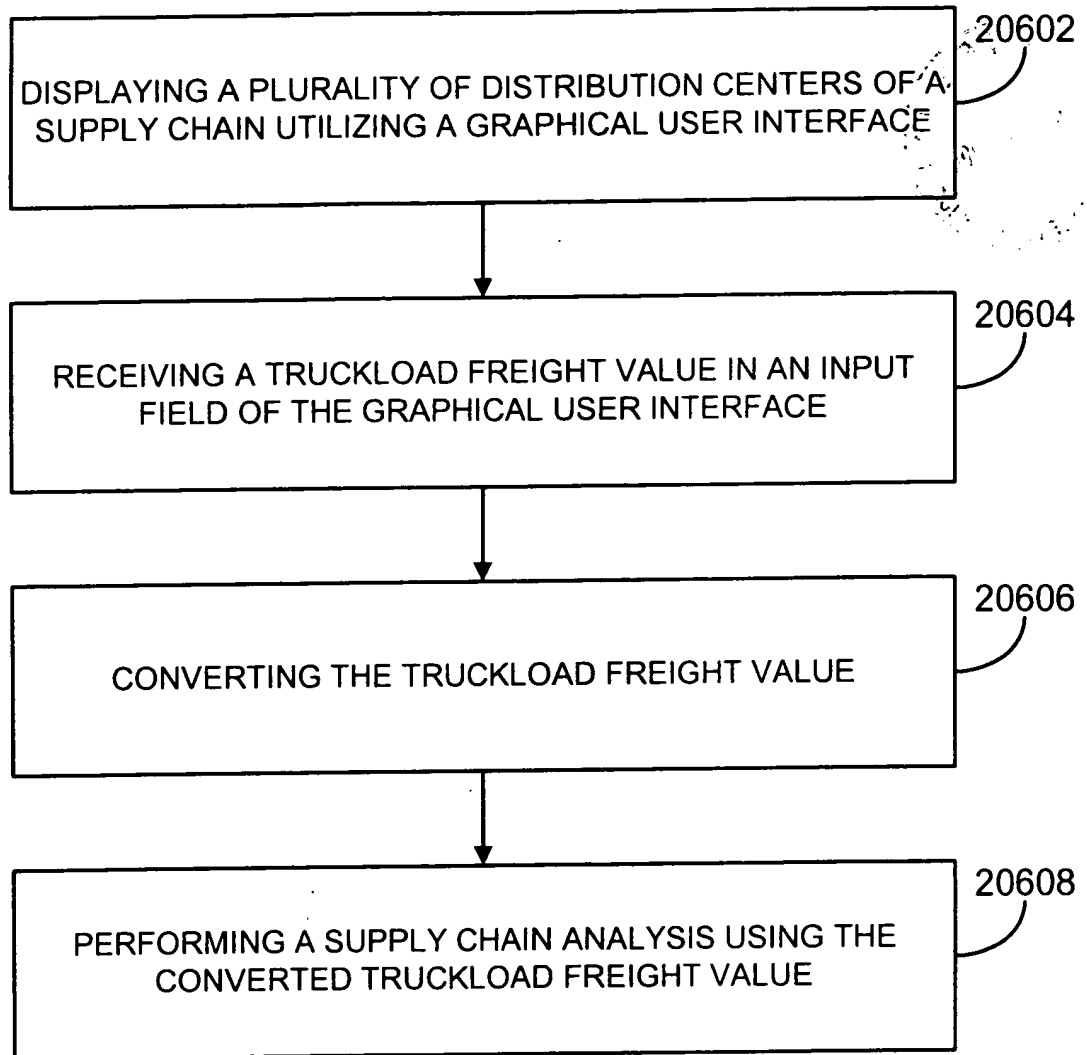 20602
DISPLAYING A PLURALITY OF DISTRIBUTION CENTERS OF A
SUPPLY CHAIN UTILIZING A GRAPHICAL USER INTERFACE
20604
RECEIVING A TRUCKLOAD FREIGHT VALUE IN AN INPUT
FIELD OF THE GRAPHICAL USER INTERFACE
20606
CONVERTING THE TRUCKLOAD FREIGHT VALUE
20608
PERFORMING A SUPPLY CHAIN ANALYSIS USING THE
CONVERTED TRUCKLOAD FREIGHT VALUE